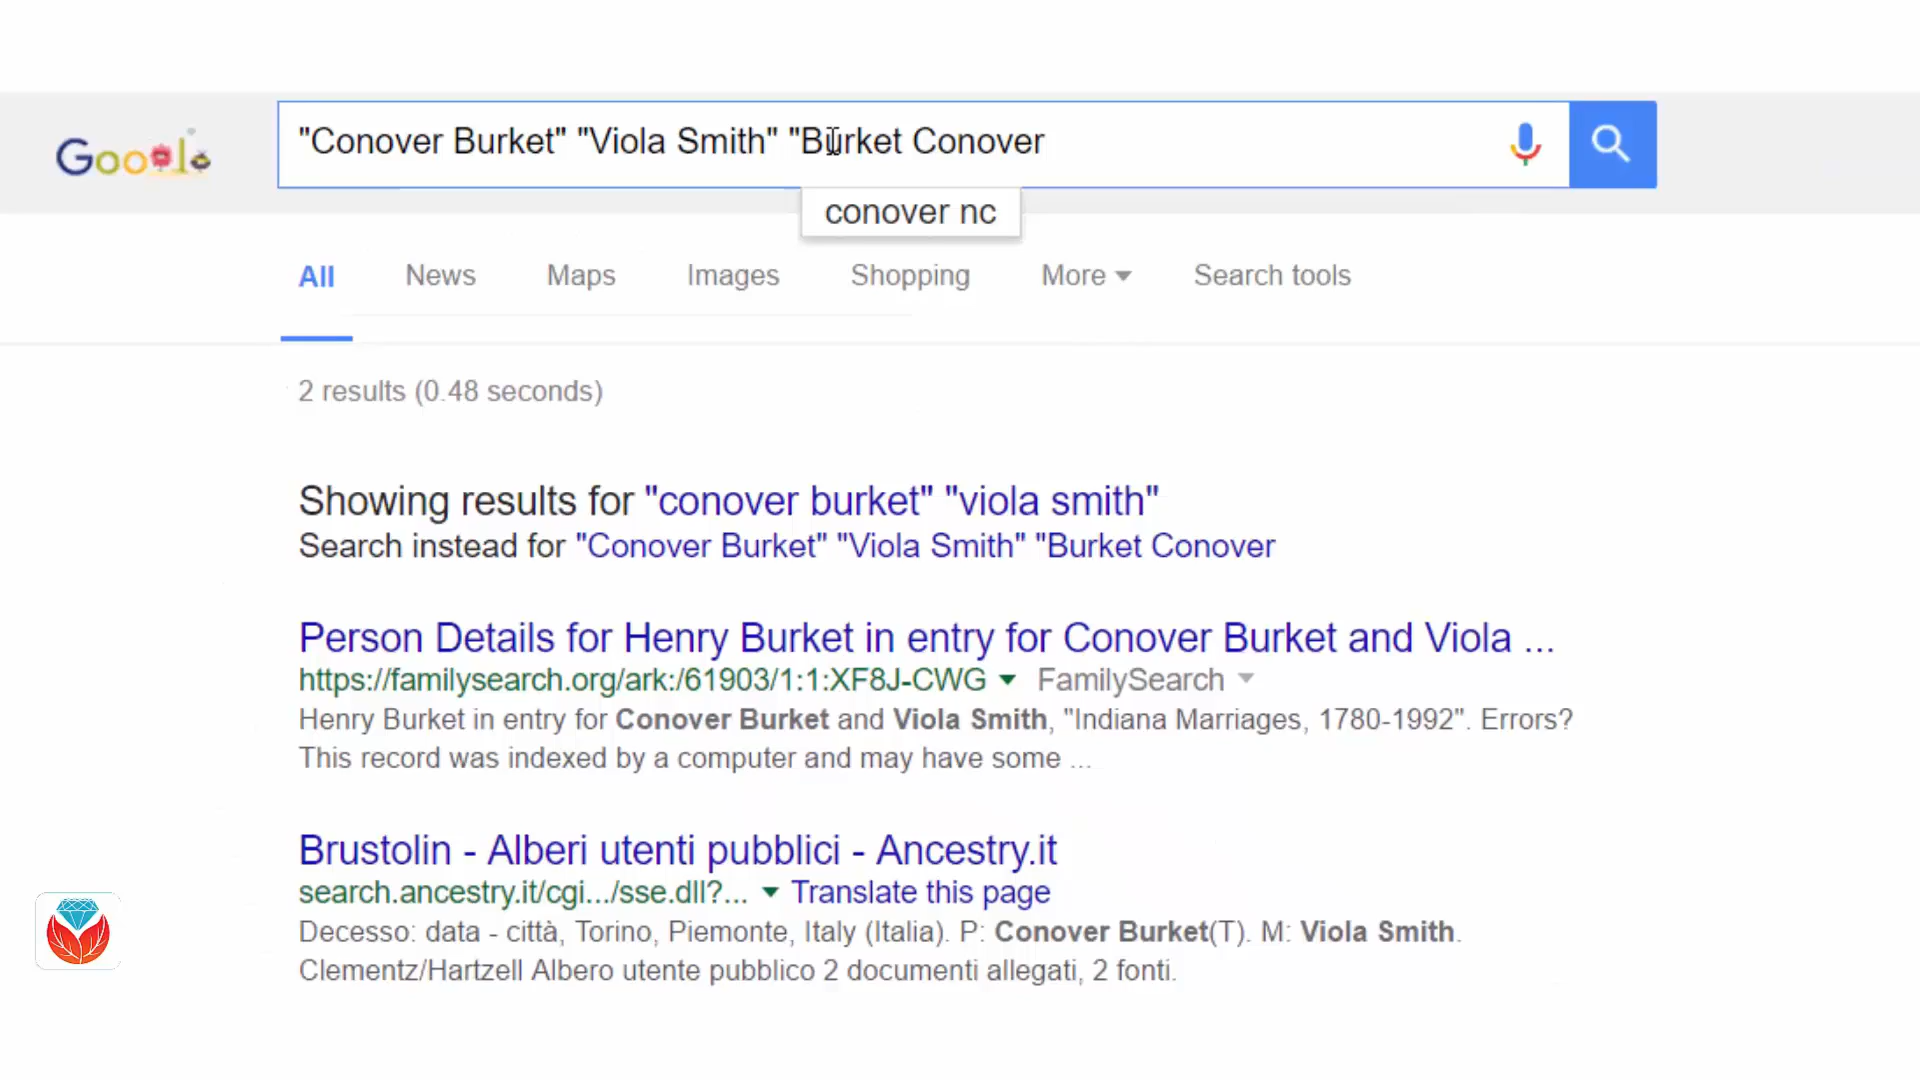 Google
"Conover Burket" "Viola Smith" "Burket Conover
conover nc
All News Maps Images Shopping More Search tools
2 results (0.48 seconds)
Showing results for "conover burket" "viola smith"
Search instead for "Conover Burket" "Viola Smith" "Burket Conover
Person Details for Henry Burket in entry for Conover Burket and Viola ...
https://familysearch.org/ark:/61903/1:1:XF8J-CWG FamilySearch
Henry Burket in entry for Conover Burket and Viola Smith, "Indiana Marriages, 1780-1992". Errors?
This record was indexed by a computer and may have some ...
Brustolin - Alberi utenti pubblici - Ancestry.it
search.ancestry.it/cgi.../sse.dll?... Translate this page
Decesso: data - città, Torino, Piemonte, Italy (Italia). P: Conover Burket(T). M: Viola Smith.
Clementz/Hartzell Albero utente pubblico 2 documenti allegati, 2 fonti.